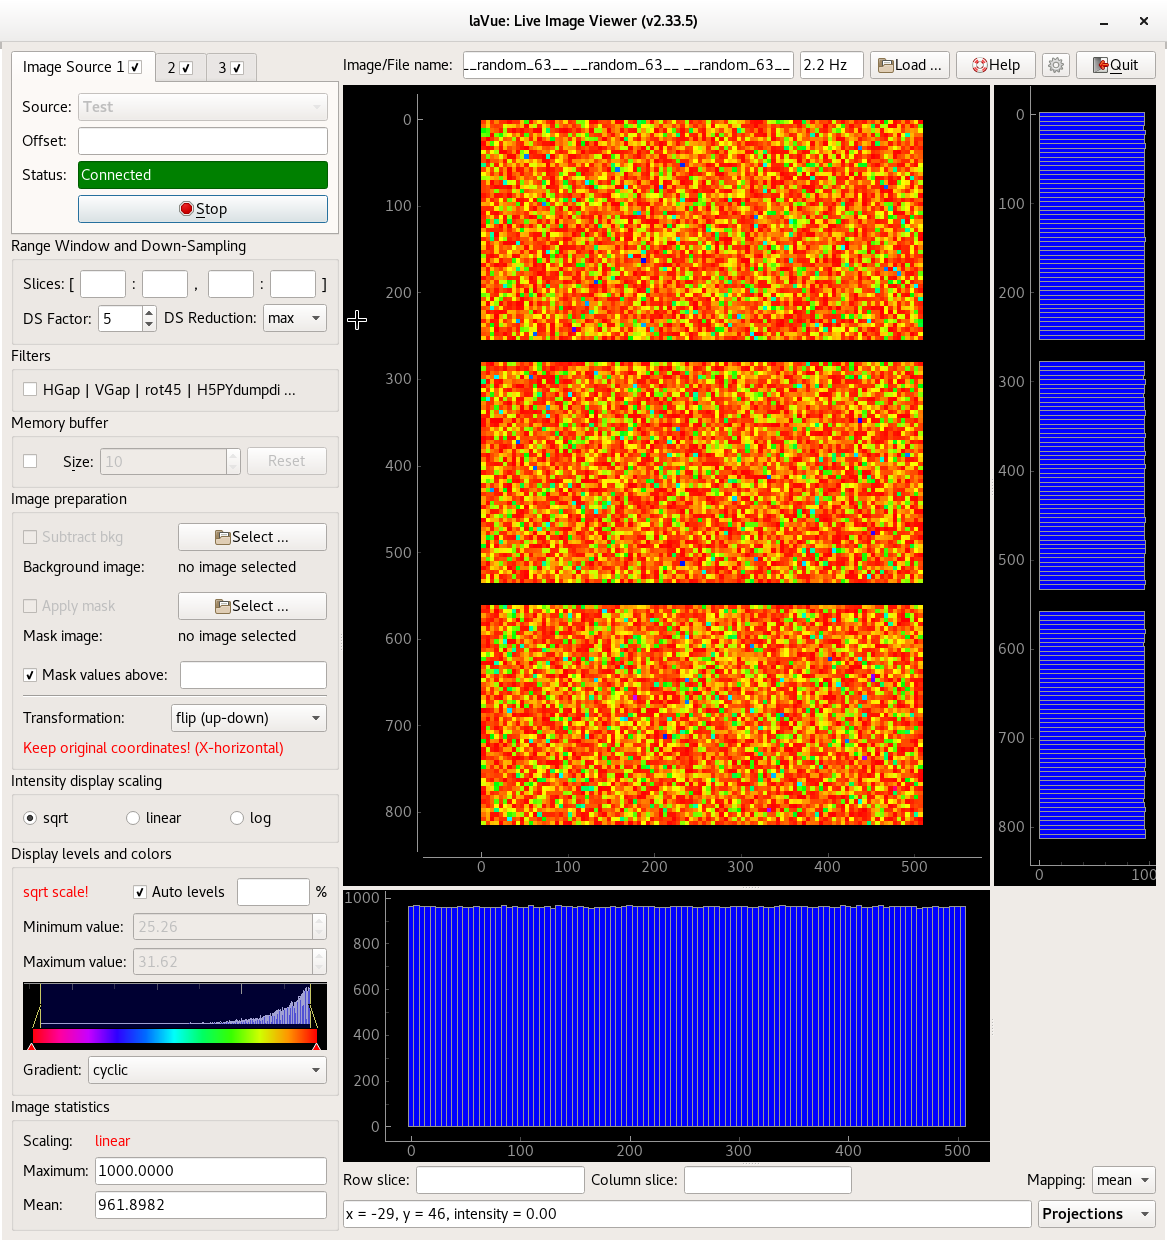 laVue: Live Image Viewer (v2.33.5)
Image Source 1 2 3
Image/File name: __random_63__ __random_63__ __random_63__ 2.2 Hz Load ... Help Quit
Source: Test
Offset:
Status: Connected
Stop
Range Window and Down-Sampling
Slices: [ : , : ]
DS Factor: 5 DS Reduction: max
Filters
HGap | VGap | rot45 | H5PYdumpdi ...
Memory buffer
Size: 10 Reset
Image preparation
Subtract bkg Select ...
Background image: no image selected
Apply mask Select ...
Mask image: no image selected
Mask values above:
Transformation: flip (up-down)
Keep original coordinates! (X-horizontal)
Intensity display scaling
sqrt linear log
Display levels and colors
sqrt scale! Auto levels %
Minimum value: 25.26
Maximum value: 31.62
Gradient: cyclic
Image statistics
Scaling: linear
Maximum: 1000.0000
Mean: 961.8982
0
100
200
300
400
500
600
700
800
0 100 200 300 400 500
0
100
200
300
400
500
600
700
800
0 100
1000
800
600
400
200
0
0 100 200 300 400 500
Row slice: Column slice: Mapping: mean
x = -29, y = 46, intensity = 0.00 Projections